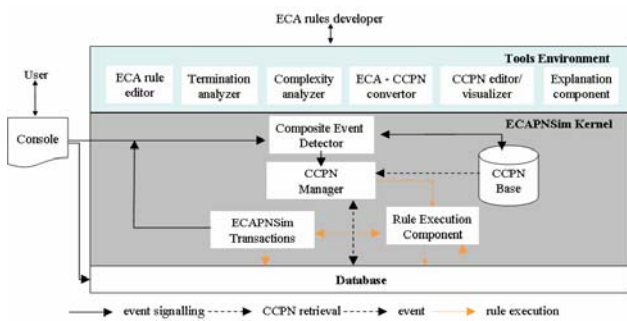 ECA rules developer
Tools Environment
User
ECA rule
editor
Termination
analyzer
Complexity
analyzer
ECA - CCPN
convertor
CCPN editor/
visualizer
Explanation
component
ECAPNSim Kernel
Console
Composite Event
Detector
CCPN
Manager
CCPN
Base
ECAPNSim
Transactions
Rule Execution
Component
Database
event signalling
CCPN retrieval
event
rule execution